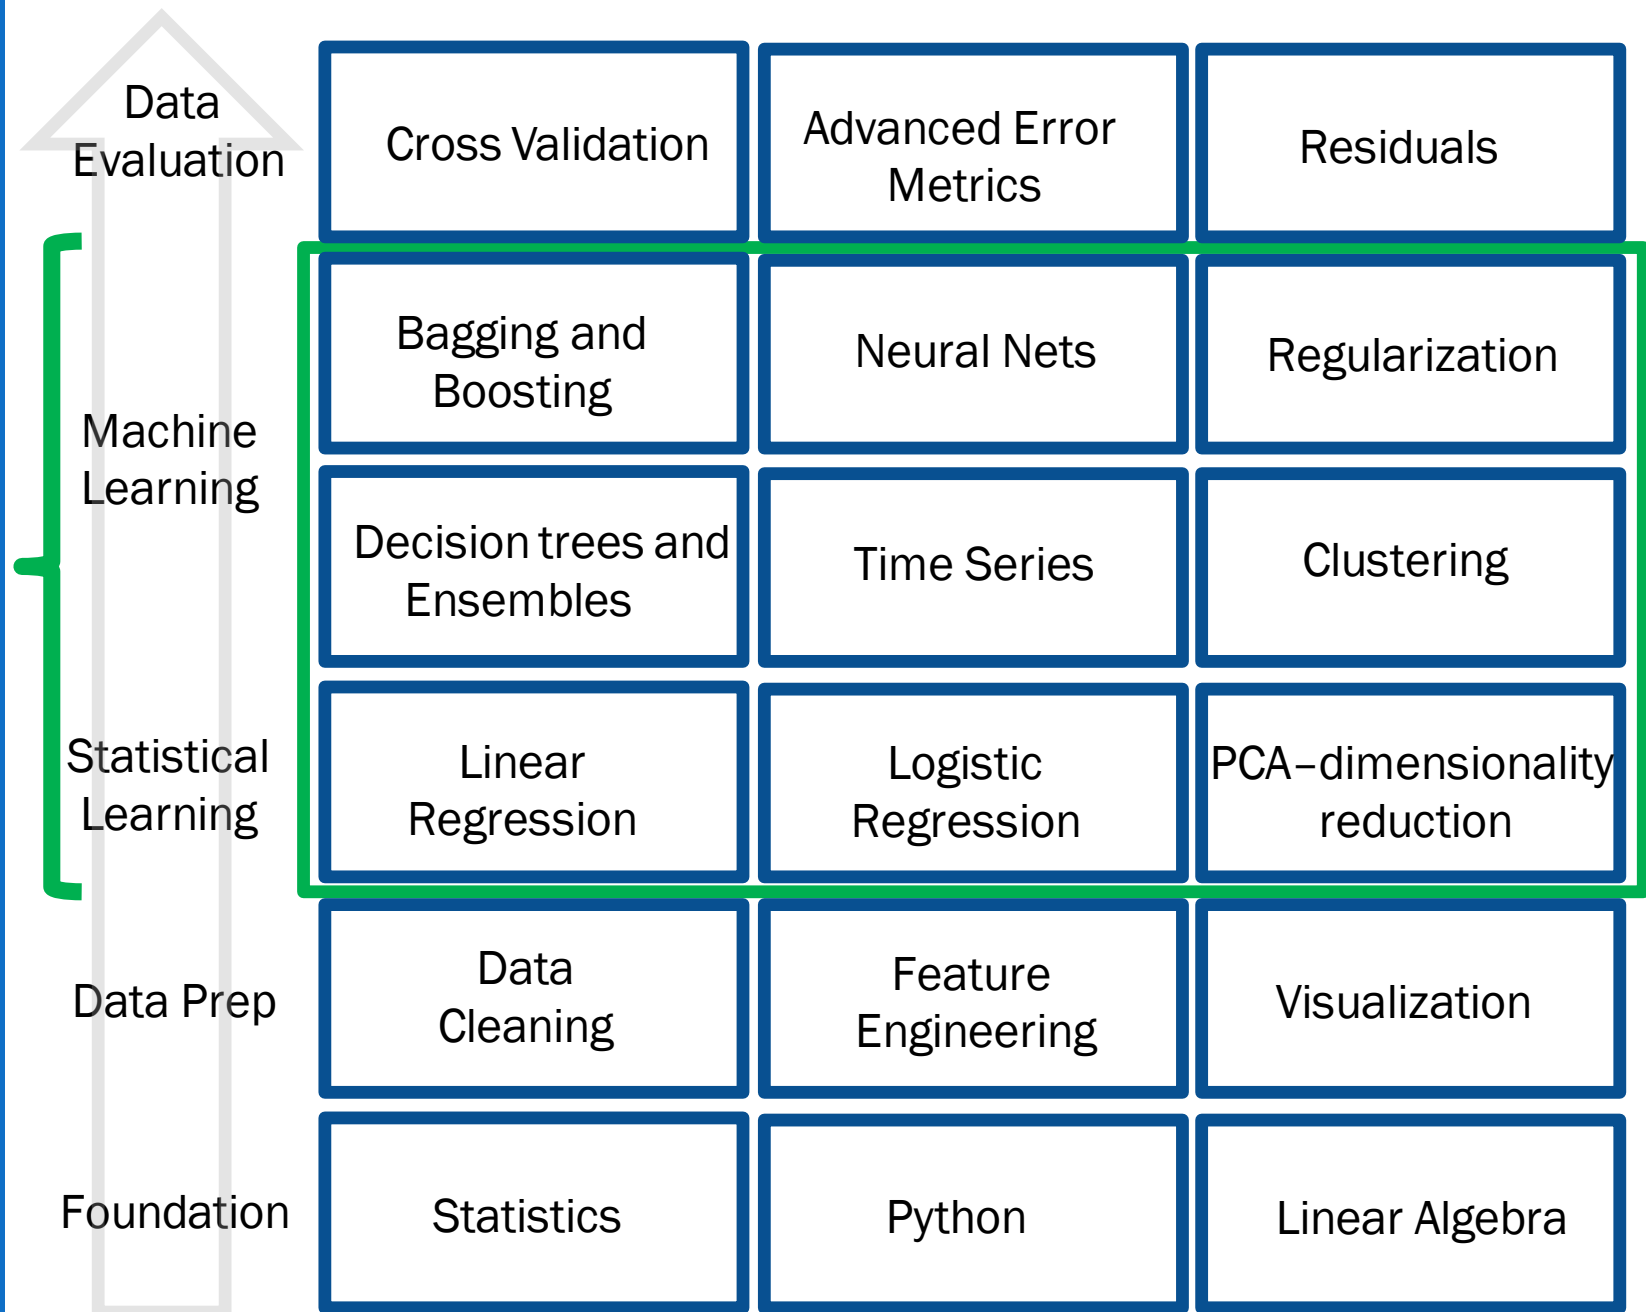 Data
Evaluation
Cross Validation
Advanced Error
Metrics
Residuals
Machine
Learning
Bagging and
Boosting
Neural Nets
Regularization
Decision trees and
Ensembles
Time Series
Clustering
Statistical
Learning
Linear
Regression
Logistic
Regression
PCA–dimensionality
reduction
Data Prep
Data
Cleaning
Feature
Engineering
Visualization
Foundation
Statistics
Python
Linear Algebra